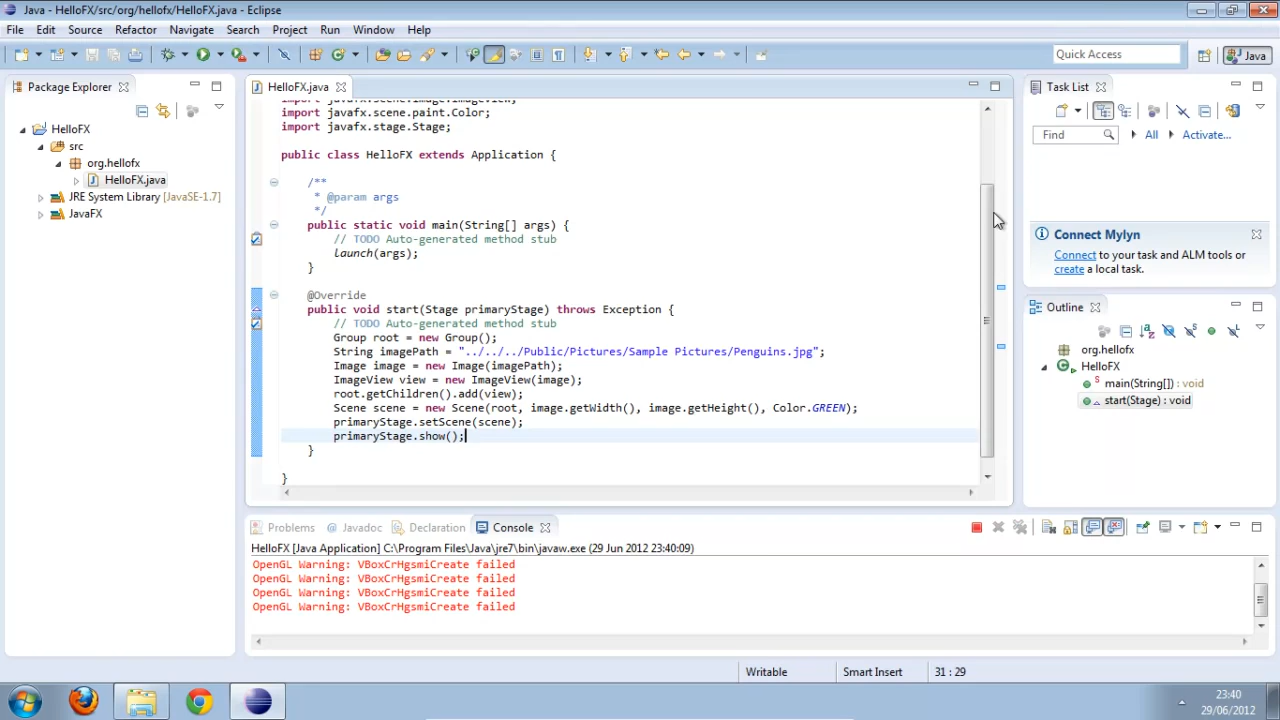 Java - HelloFX/src/org/hellofx/HelloFX.java - Eclipse
File Edit Source Refactor Navigate Search Project Run Window Help
Quick Access
Java
Package Explorer
HelloFX
src
org.hellofx
HelloFX.java
JRE System Library [JavaSE-1.7]
JavaFX
HelloFX.java
import javafx.scene.image.ImageView;
import javafx.scene.paint.Color;
import javafx.stage.Stage;
public class HelloFX extends Application {
/**
* @param args
*/
public static void main(String[] args) {
// TODO Auto-generated method stub
launch(args);
}
@Override
public void start(Stage primaryStage) throws Exception {
// TODO Auto-generated method stub
Group root = new Group();
String imagePath = "../../../Public/Pictures/Sample Pictures/Penguins.jpg";
Image image = new Image(imagePath);
ImageView view = new ImageView(image);
root.getChildren().add(view);
Scene scene = new Scene(root, image.getWidth(), image.getHeight(), Color.GREEN);
primaryStage.setScene(scene);
primaryStage.show();
}
}
Task List
Find
All
Activate...
Connect Mylyn
Connect to your task and ALM tools or
create a local task.
Outline
org.hellofx
HelloFX
main(String[]) : void
start(Stage) : void
Problems @ Javadoc Declaration Console
HelloFX [Java Application] C:\Program Files\Java\jre7\bin\javaw.exe (29 Jun 2012 23:40:09)
OpenGL Warning: VBoxCrHgsmiCreate failed
OpenGL Warning: VBoxCrHgsmiCreate failed
OpenGL Warning: VBoxCrHgsmiCreate failed
OpenGL Warning: VBoxCrHgsmiCreate failed
Writable
Smart Insert
31 : 29
23:40
29/06/2012